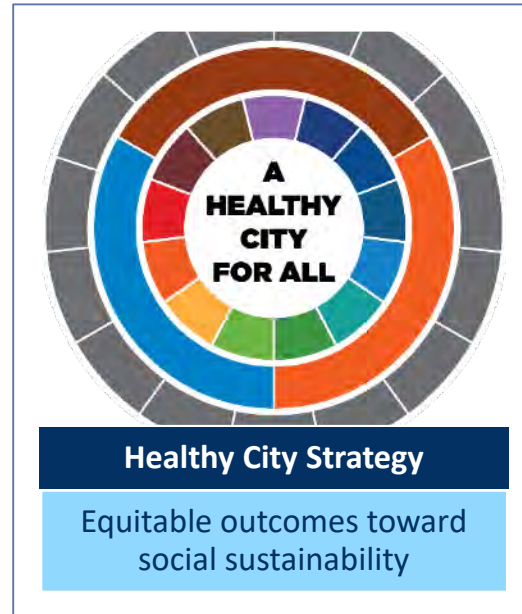 A
HEALTHY
CITY
FOR ALL
Healthy City Strategy
Equitable outcomes toward
social sustainability